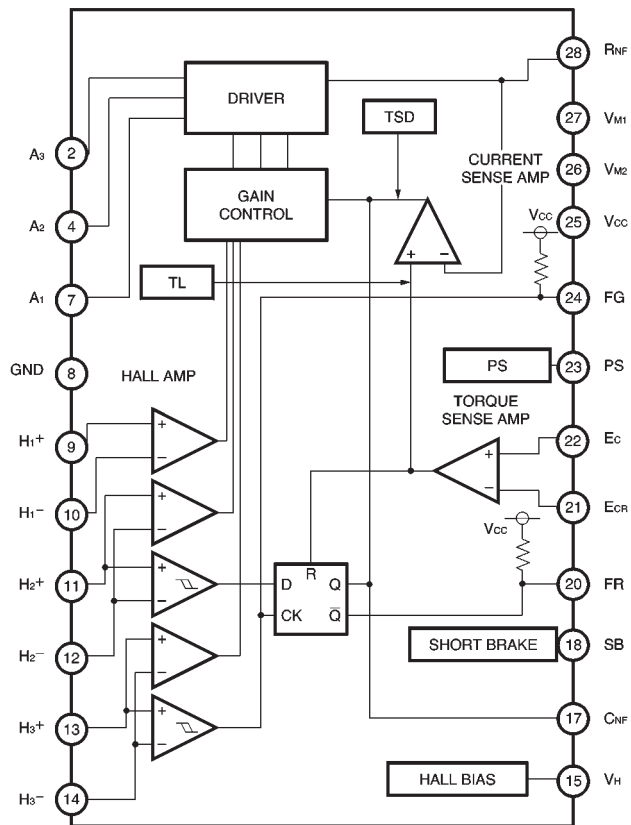 28 RNF
DRIVER
TSD
27 VM1
A3 2
CURRENT
SENSE AMP
26 VM2
GAIN
CONTROL
VCC
25 VCC
A2 4
+ −
TL
A1 7
24 FG
GND 8
HALL AMP
PS
23 PS
TORQUE
SENSE AMP
H1+ 9
+
−
22 EC
+
−
H1− 10
21 ECR
+
−
VCC
H2+ 11
+
−
R
D Q
CK Q̅
20 FR
H2− 12
+
−
SHORT BRAKE
18 SB
H3+ 13
+
−
17 CNF
HALL BIAS
15 VH
H3− 14